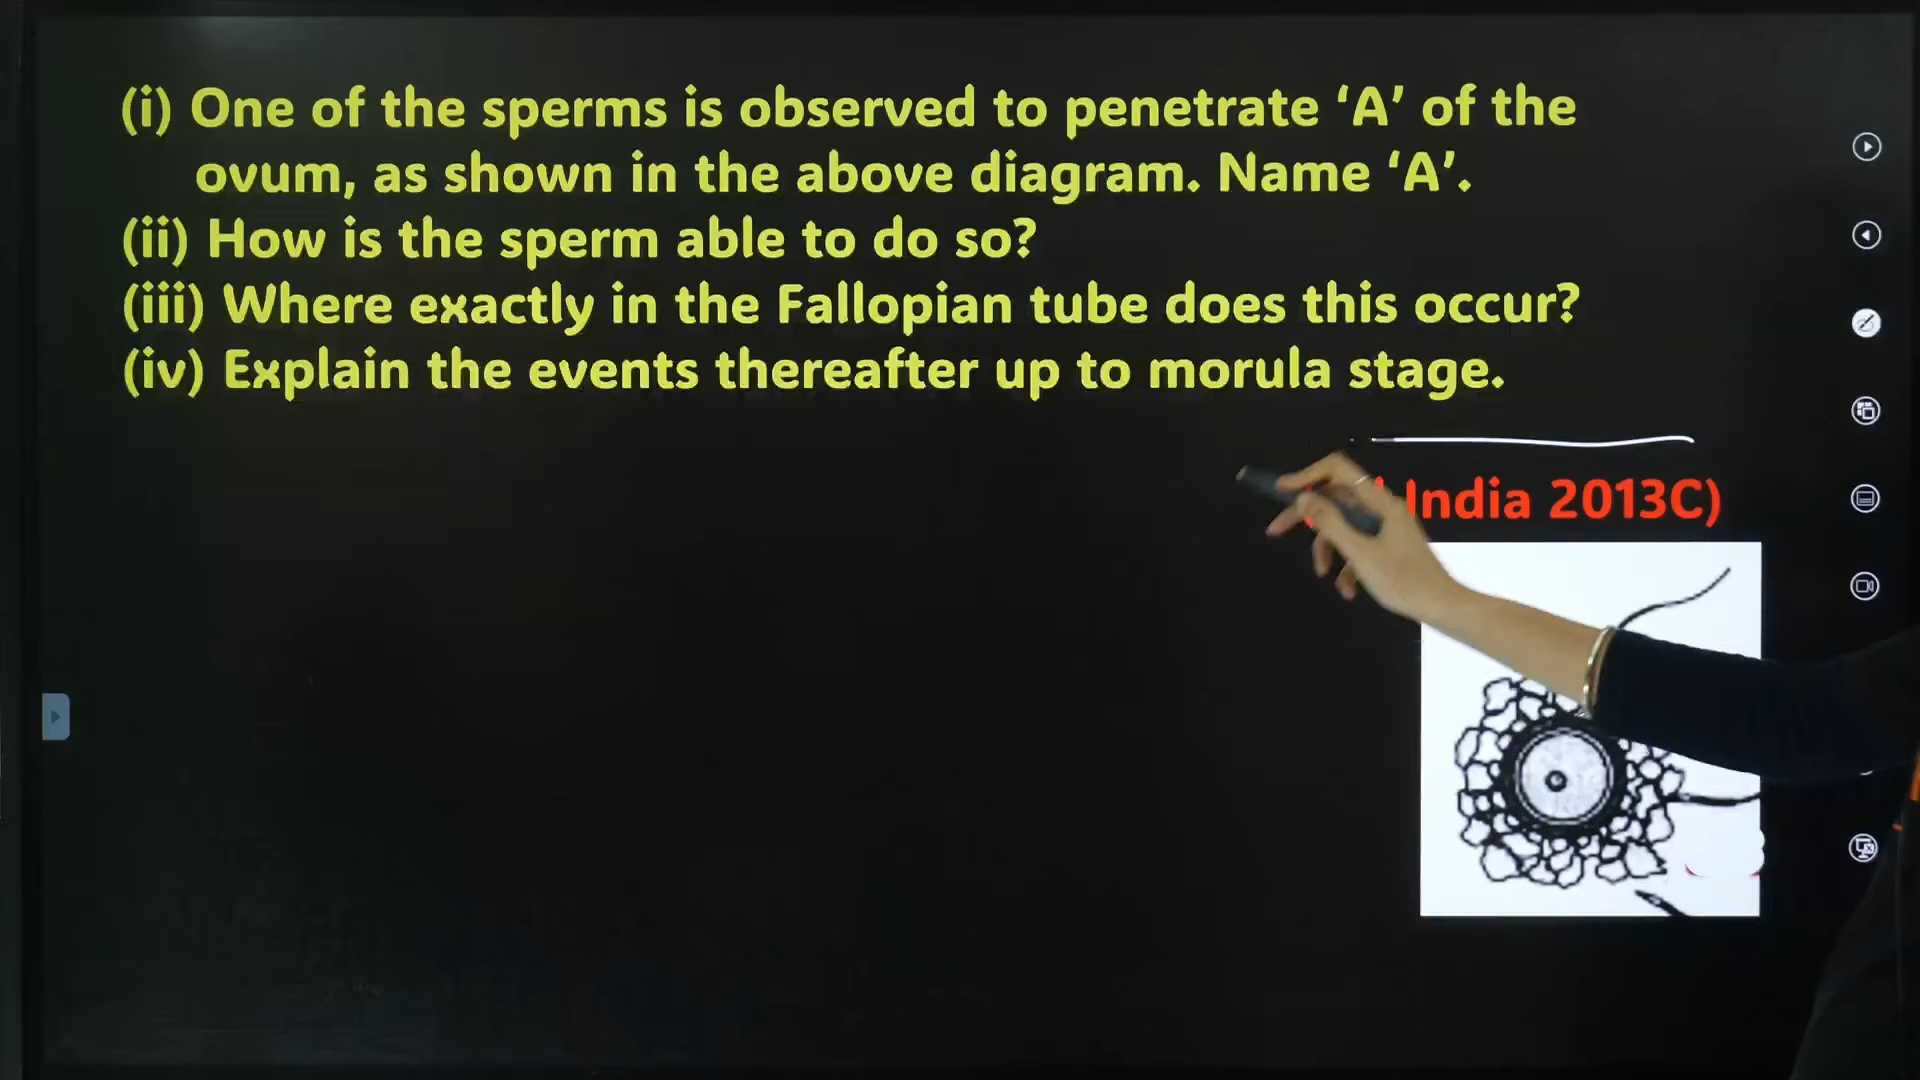 (i) One of the sperms is observed to penetrate ‘A’ of the
ovum, as shown in the above diagram. Name ‘A’.
(ii) How is the sperm able to do so?
(iii) Where exactly in the Fallopian tube does this occur?
(iv) Explain the events thereafter up to morula stage.
India 2013C)